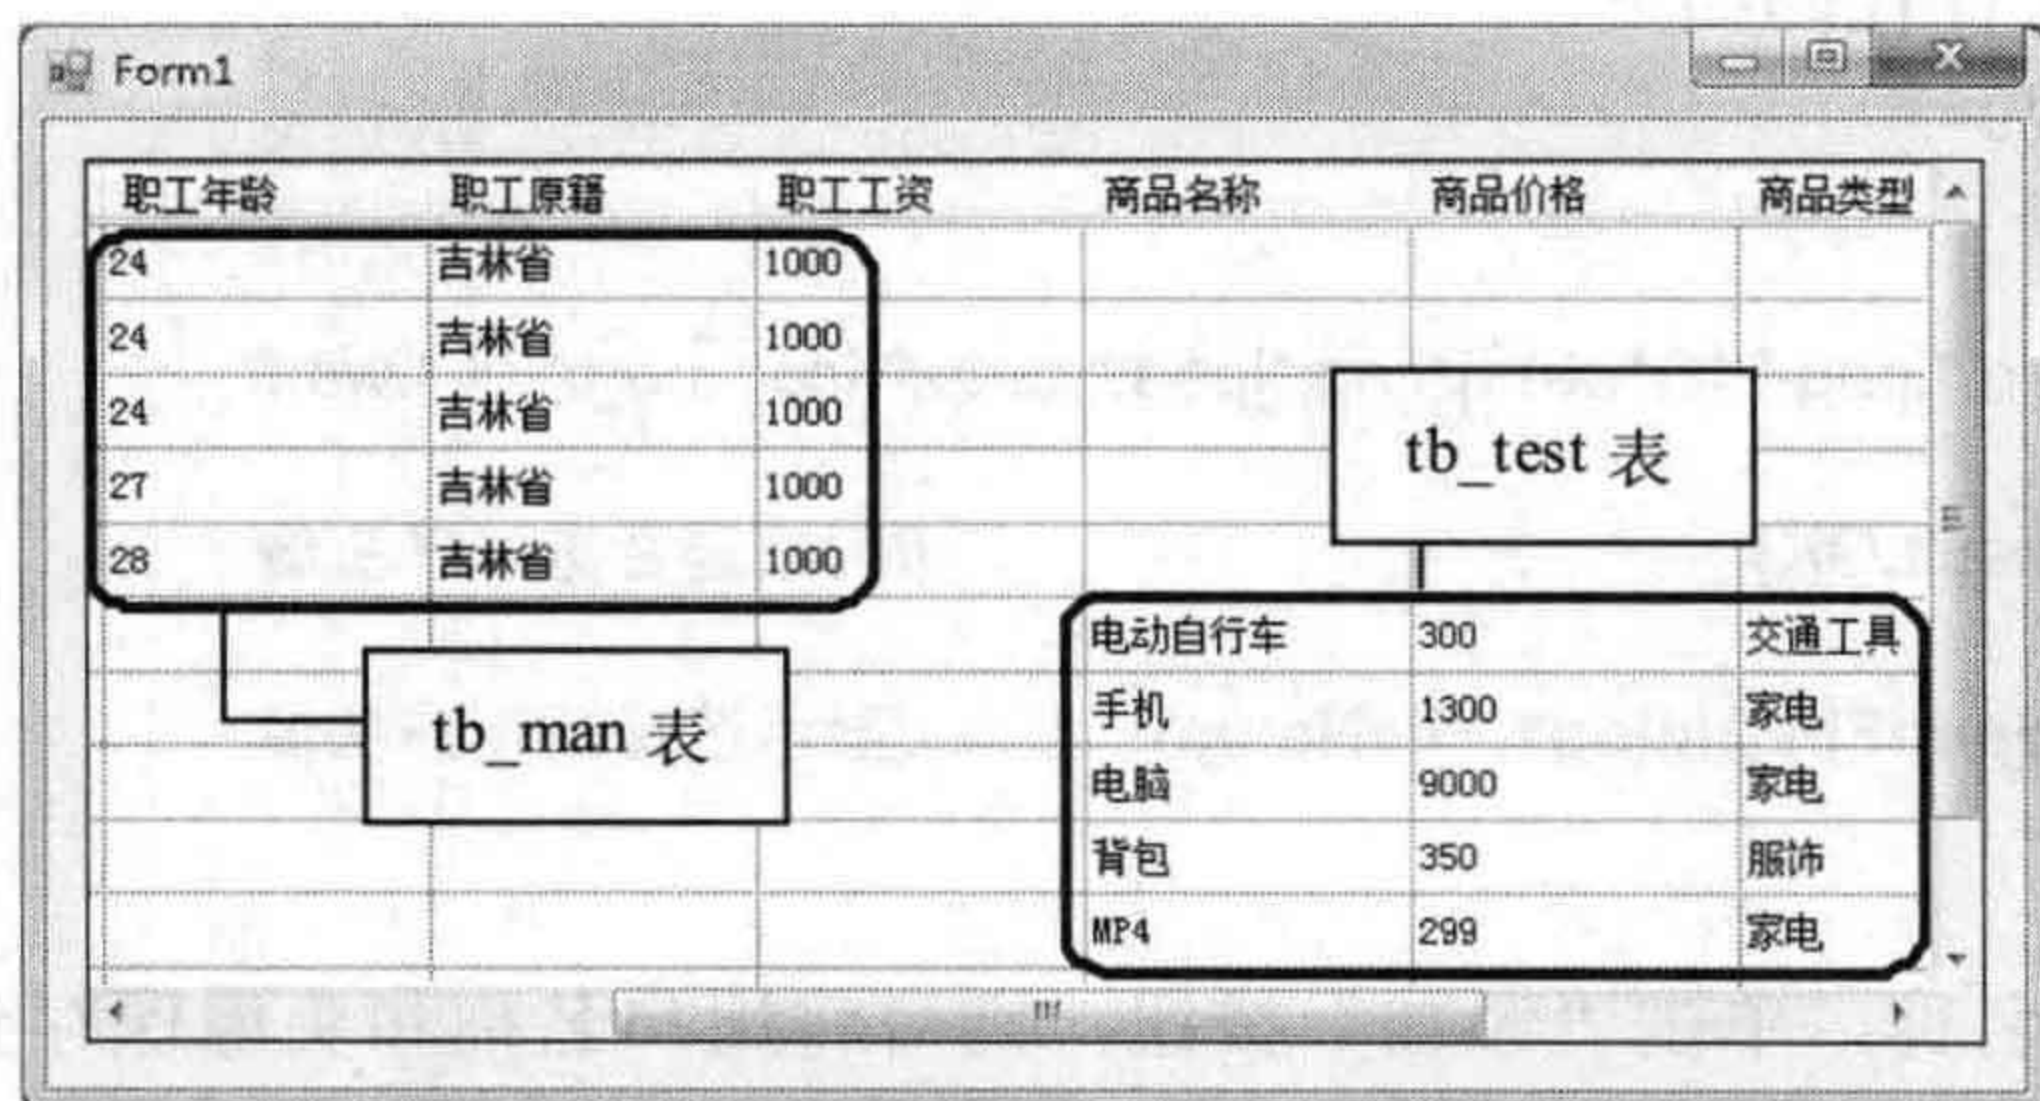 Form1
职工年龄 职工原籍 职工工资 商品名称 商品价格 商品类型
24 吉林省 1000
24 吉林省 1000
24 吉林省 1000
27 吉林省 1000
28 吉林省 1000
tb_test 表
电动自行车 300 交通工具
手机 1300 家电
tb_man 表
电脑 9000 家电
背包 350 服饰
MP4 299 家电